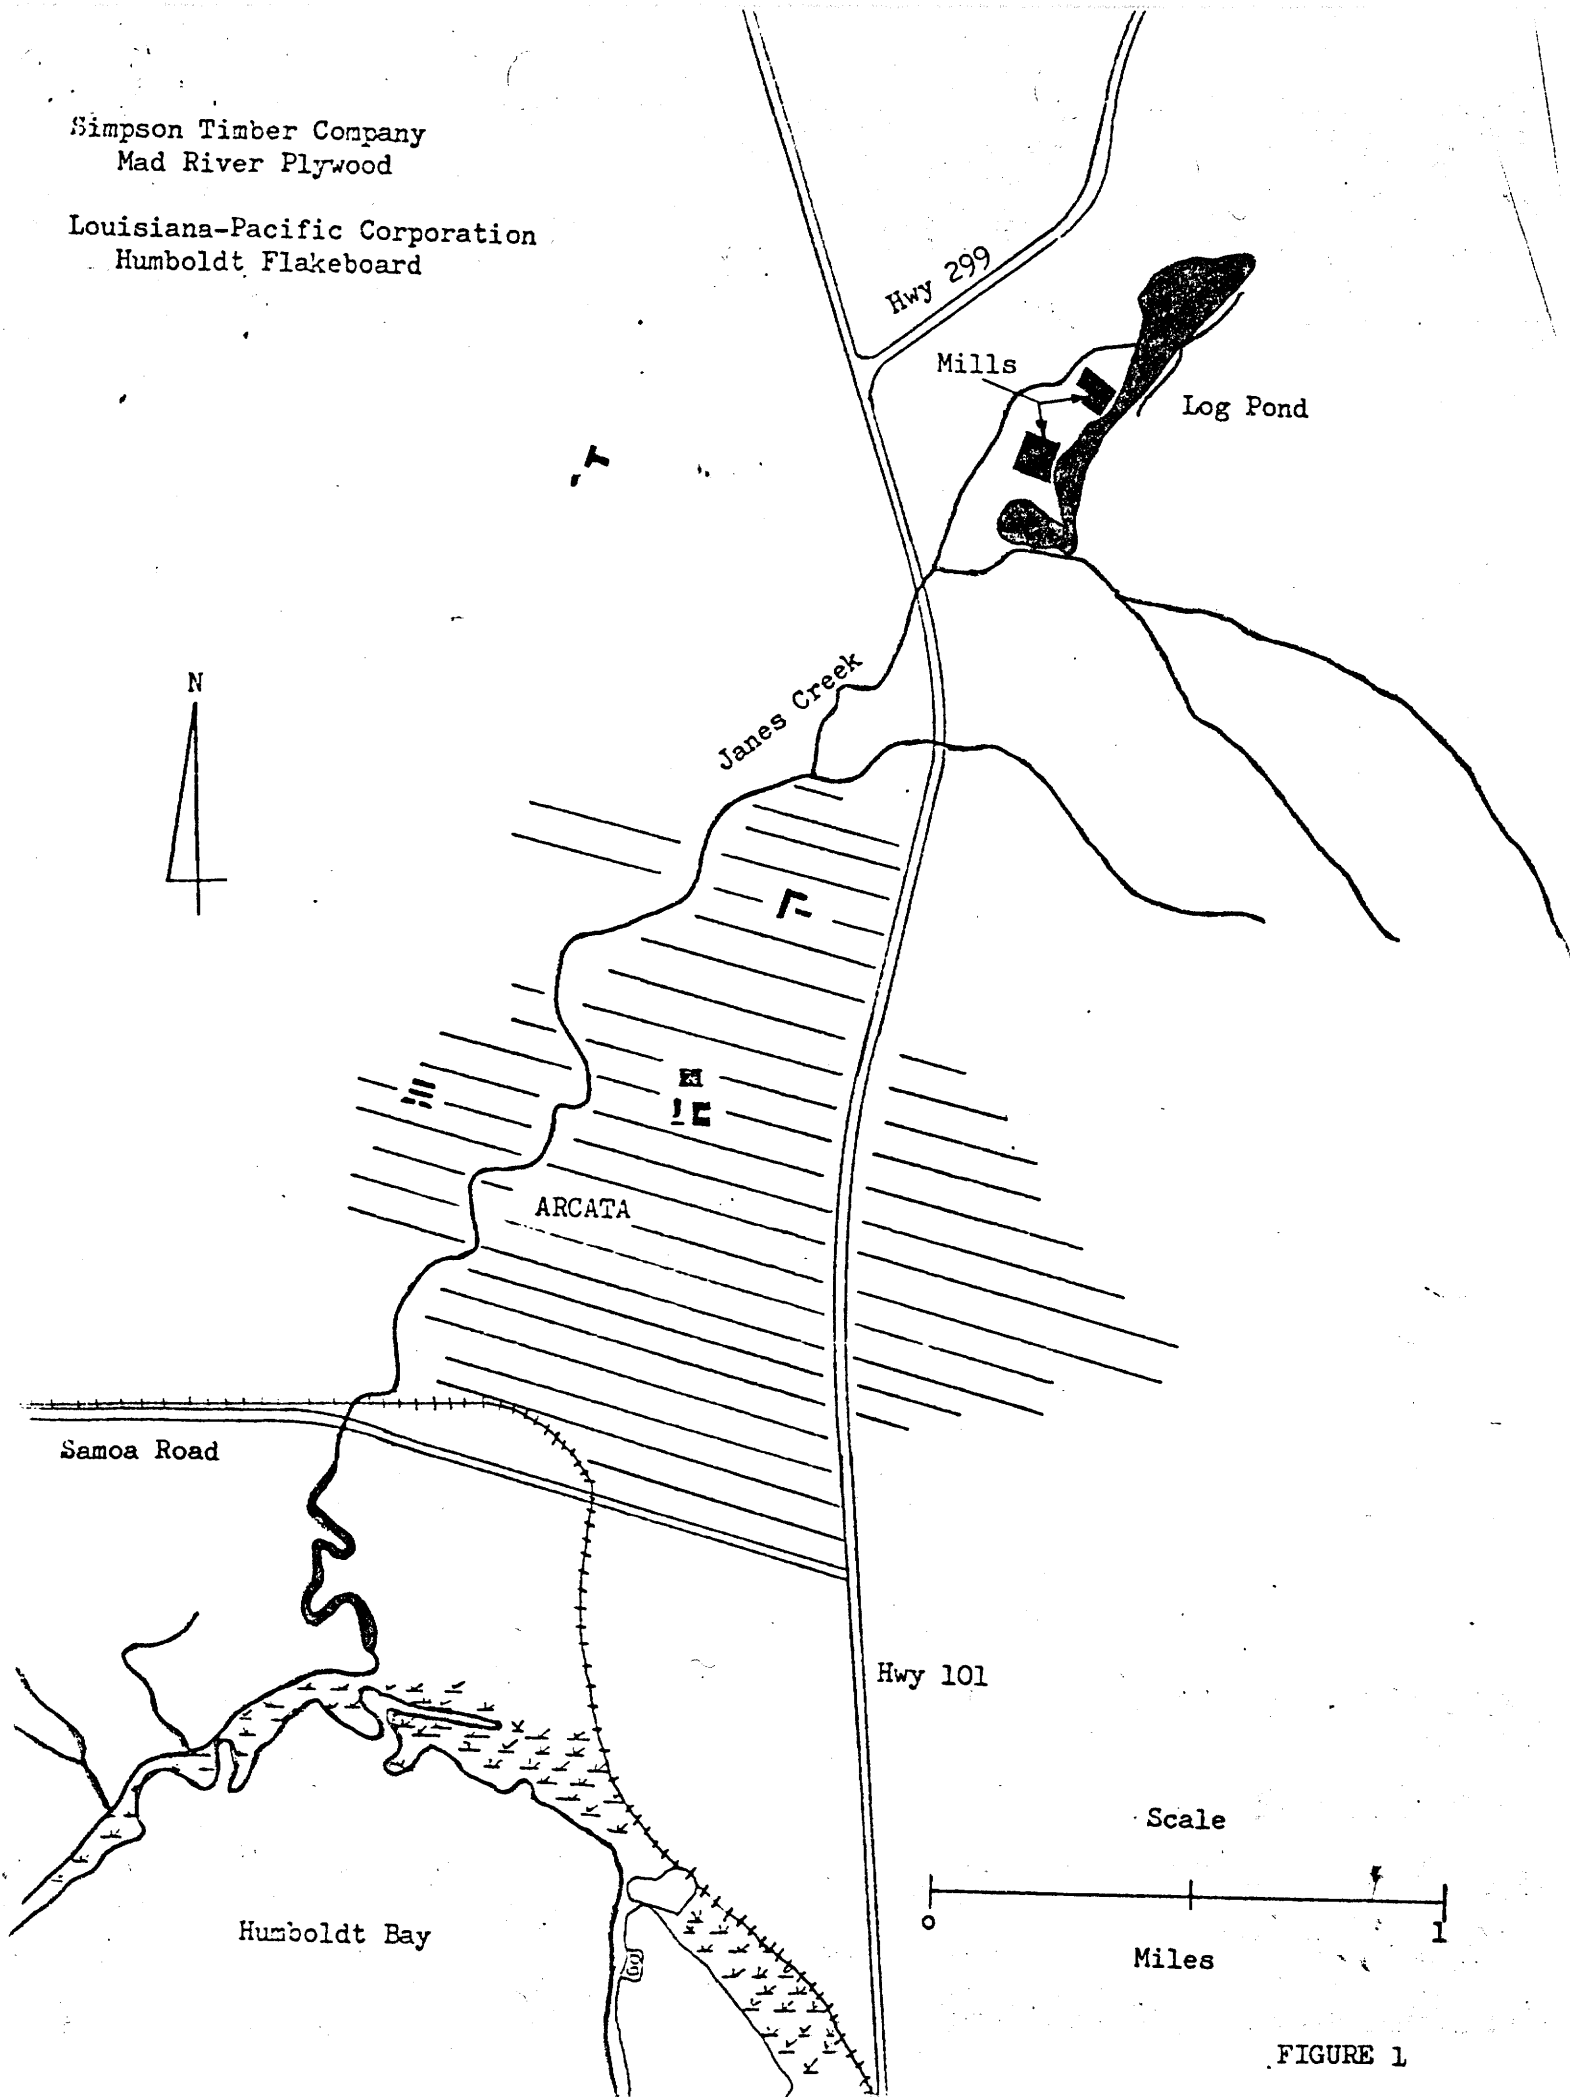 Simpson Timber Company
Mad River Plywood
Louisiana-Pacific Corporation
Humboldt Flakeboard
Hwy 299
Mills
Log Pond
N
Janes Creek
ARCATA
Samoa Road
Hwy 101
Scale
0
1
Miles
Humboldt Bay
FIGURE 1